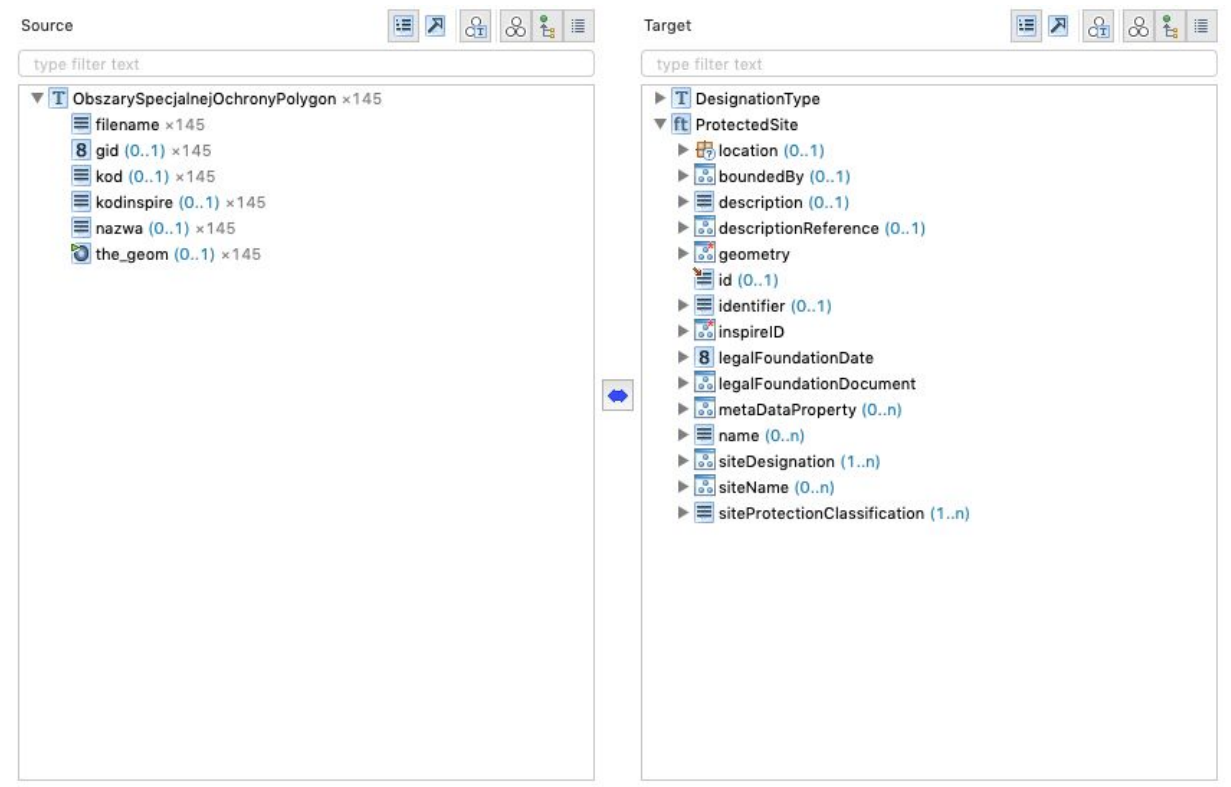 Source
type filter text
T ObszarySpecjalnejOchronyPolygon ×145
filename ×145
8 gid (0..1) ×145
kod (0..1) ×145
kodinspire (0..1) ×145
nazwa (0..1) ×145
the_geom (0..1) ×145
Target
type filter text
T DesignationType
ft ProtectedSite
location (0..1)
boundedBy (0..1)
description (0..1)
descriptionReference (0..1)
geometry
id (0..1)
identifier (0..1)
inspireID
8 legalFoundationDate
legalFoundationDocument
metaDataProperty (0..n)
name (0..n)
siteDesignation (1..n)
siteName (0..n)
siteProtectionClassification (1..n)